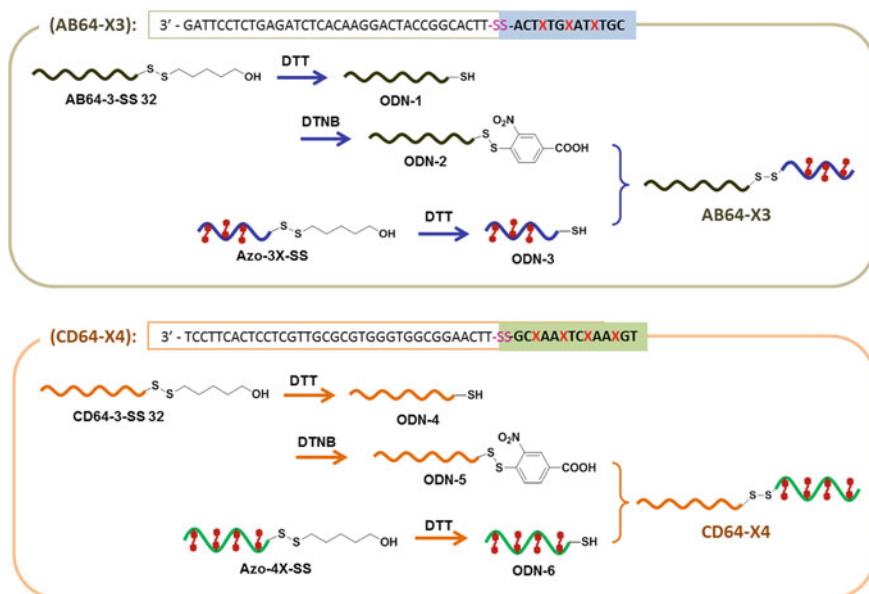 (AB64-X3): 3' - GATTCCTCTGAGATCTCACAAGGACTACCGGCACTT-SS-ACTXTGXATXTGC
S
S
OH
AB64-3-SS 32
DTT
SH
ODN-1
DTNB
O₂N
S
S
COOH
ODN-2
S
S
OH
Azo-3X-SS
DTT
SH
ODN-3
S-S
AB64-X3
(CD64-X4): 3' - TCCTTCACTCCTCGTTGCGCGTGGGTGGCGGAACTT-SS-GCXAAXTCXAAXGT
S
S
OH
CD64-3-SS 32
DTT
SH
ODN-4
DTNB
O₂N
S
S
COOH
ODN-5
S
S
OH
Azo-4X-SS
DTT
SH
ODN-6
S-S
CD64-X4